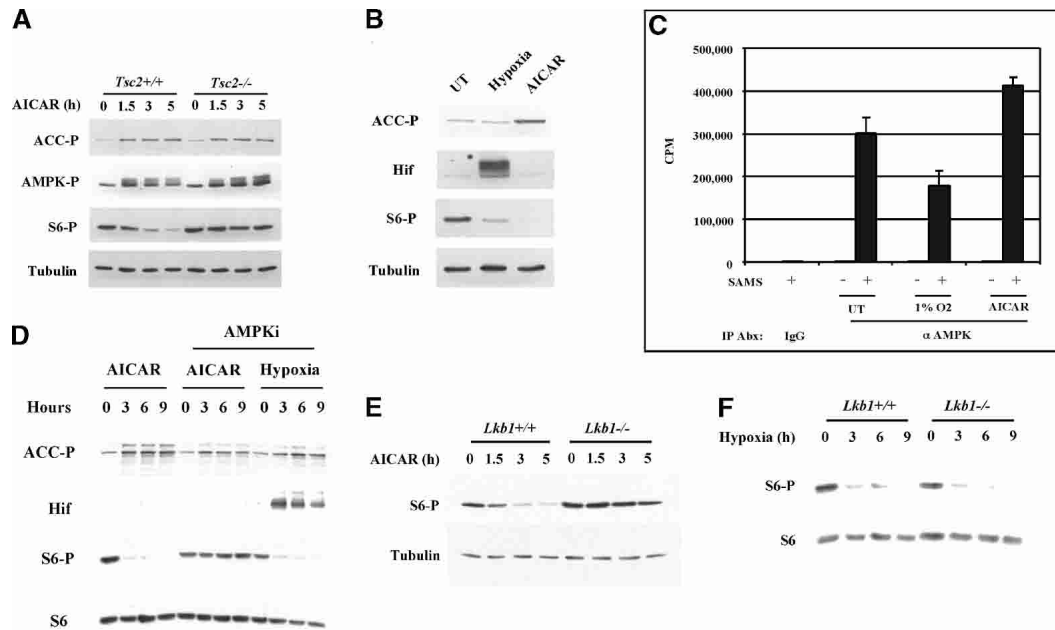 A
Tsc2+/+ Tsc2-/-
AICAR (h) 0 1.5 3 5 0 1.5 3 5
ACC-P
AMPK-P
S6-P
Tubulin
B
UT Hypoxia AICAR
ACC-P
Hif
S6-P
Tubulin
C
500,000
400,000
300,000
200,000
100,000
0
CPM
SAMS + - + - + - +
UT 1% O2 AICAR
IP Abx: IgG α AMPK
D
AMPKi
AICAR AICAR Hypoxia
Hours 0 3 6 9 0 3 6 9 0 3 6 9
ACC-P
Hif
S6-P
S6
E
Lkb1+/+ Lkb1-/-
AICAR (h) 0 1.5 3 5 0 1.5 3 5
S6-P
Tubulin
F
Lkb1+/+ Lkb1-/-
Hypoxia (h) 0 3 6 9 0 3 6 9
S6-P
S6